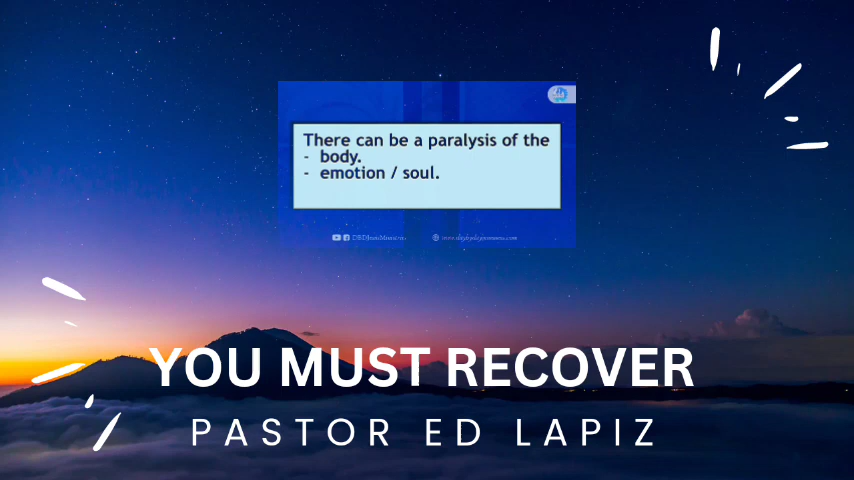 There can be a paralysis of the
- body.
- emotion / soul.
YOU MUST RECOVER
PASTOR ED LAPIZ